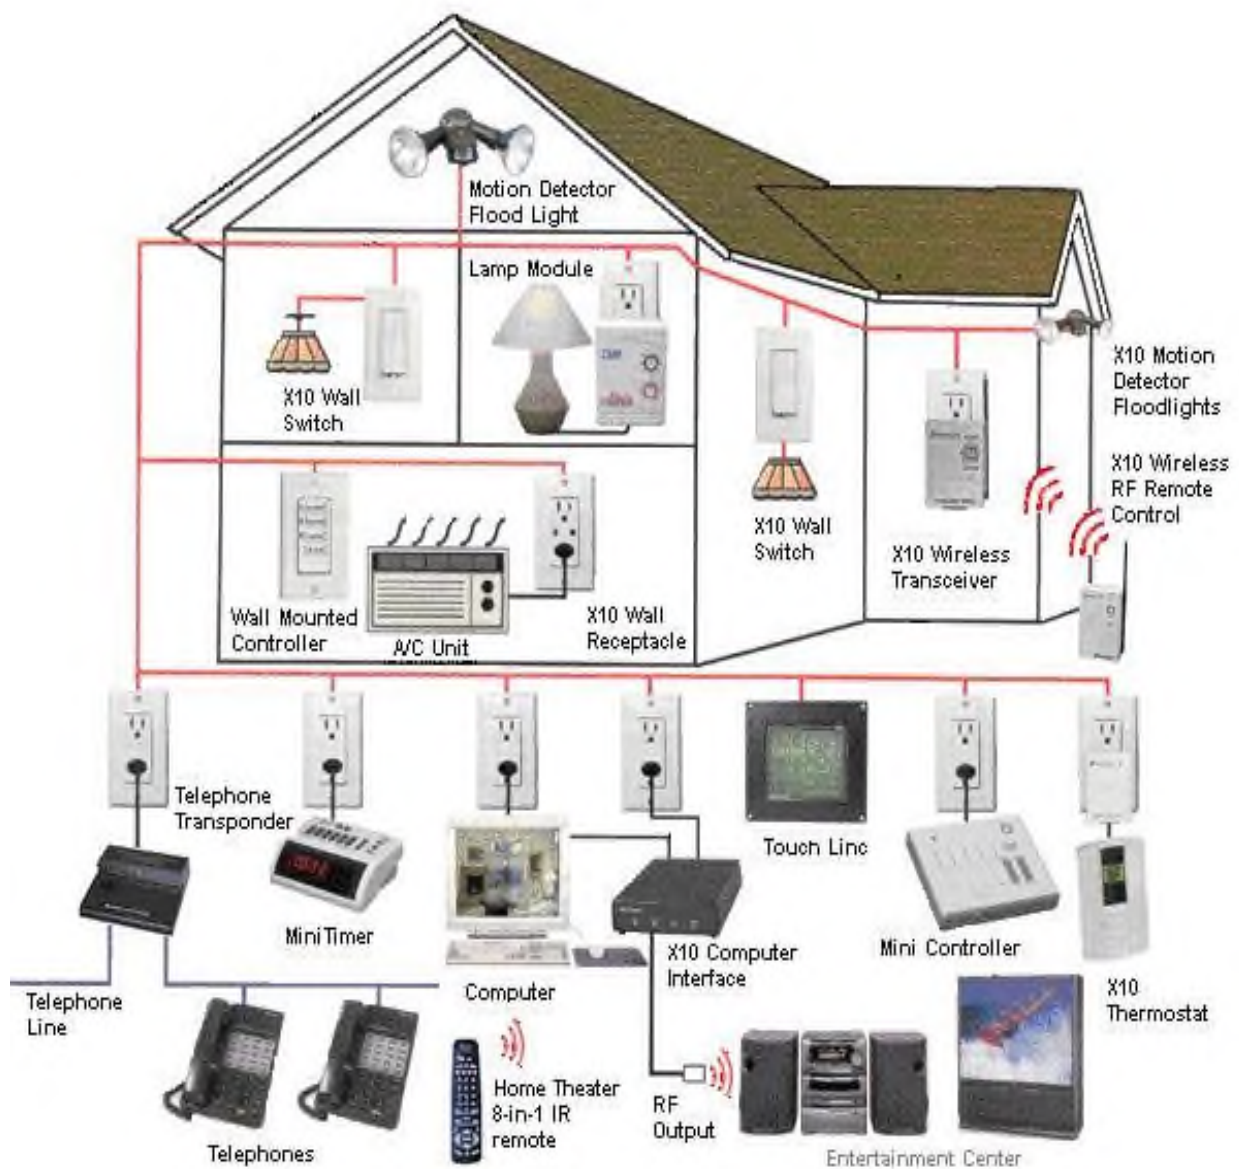 Motion Detector
Flood Light
Lamp Module
X10 Wall
Switch
X10 Motion
Detector
Floodlights
X10 Wireless
RF Remote
Control
X10 Wall
Switch
X10 Wireless
Transceiver
Wall Mounted
Controller
A/C Unit
X10 Wall
Receptacle
Telephone
Transponder
Mini Timer
Touch Linc
X10 Computer
Interface
Mini Controller
X10
Thermostat
Telephone
Line
Computer
Home Theater
8-in-1 IR
remote
RF
Output
Telephones
Entertainment Center